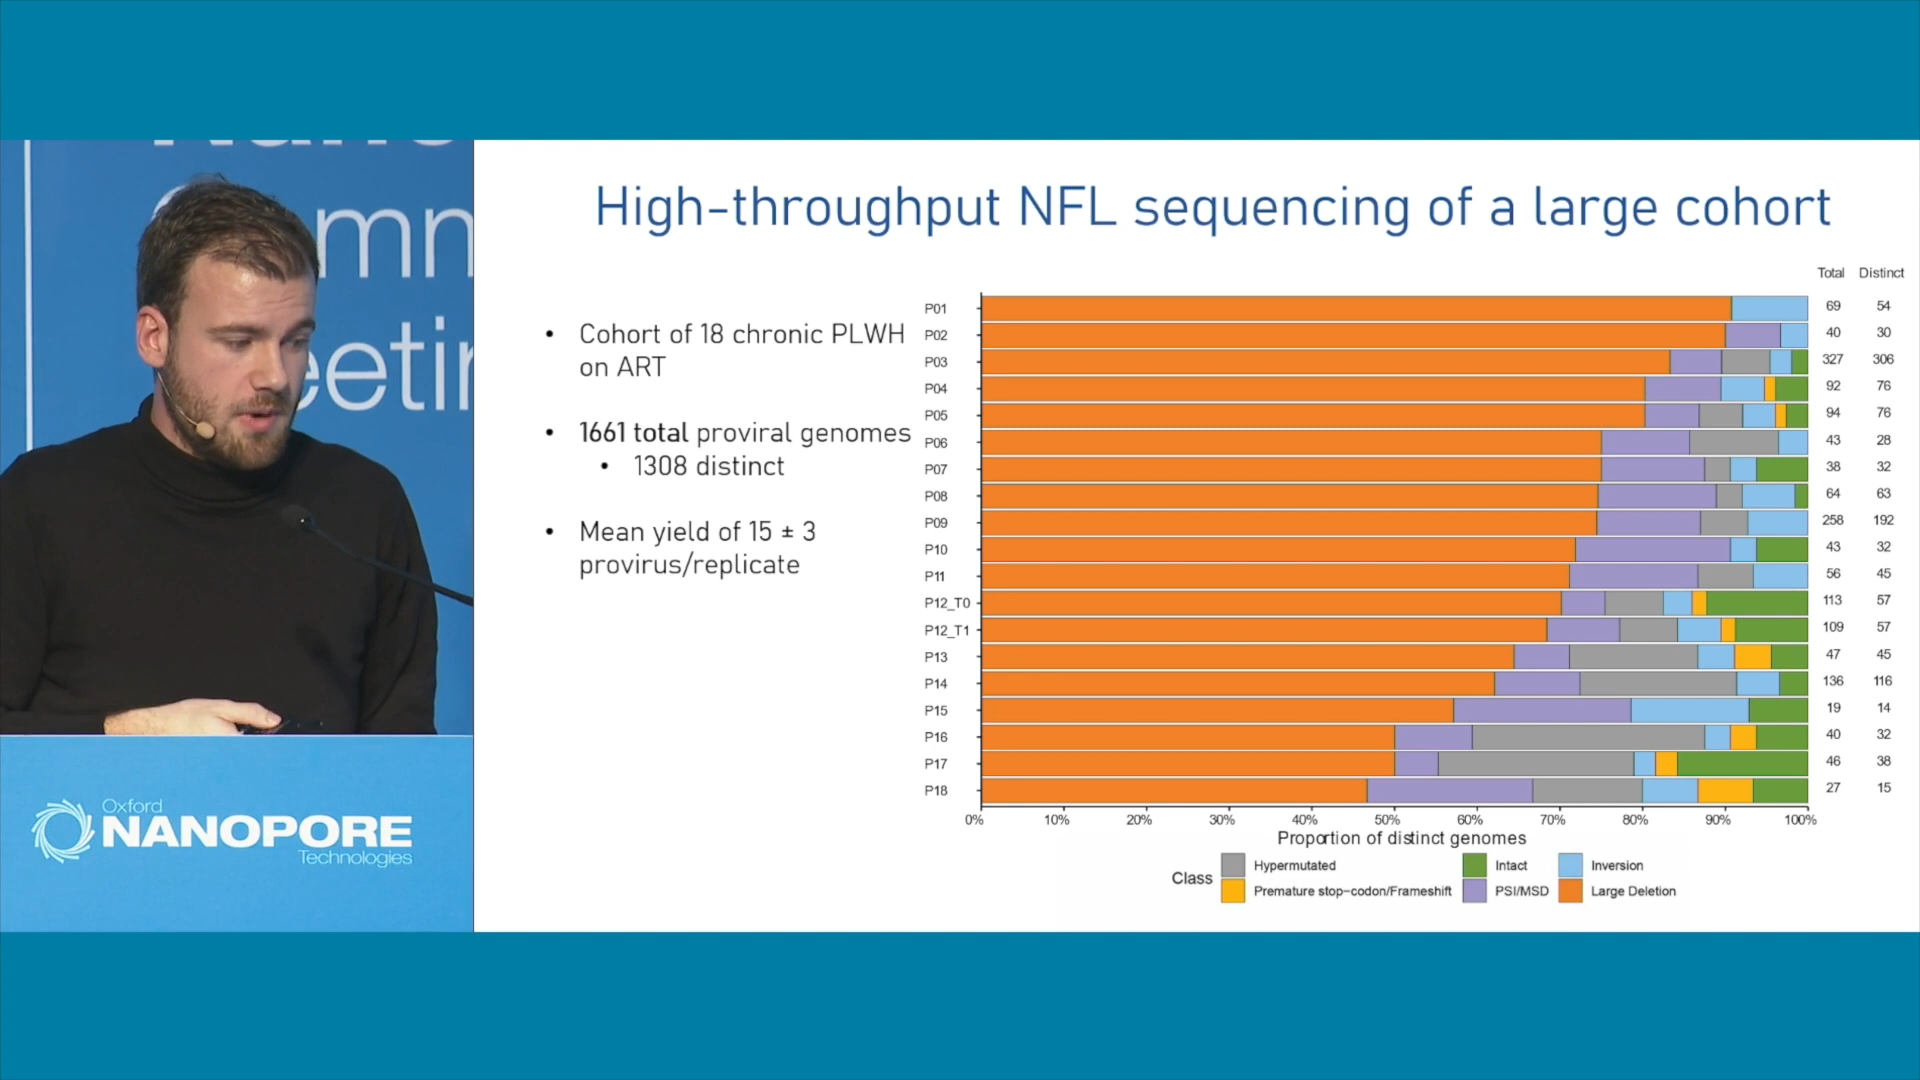 mn
eetin
Oxford
NANOPORE
Technologies
High-throughput NFL sequencing of a large cohort
• Cohort of 18 chronic PLWH
on ART
• 1661 total proviral genomes
• 1308 distinct
• Mean yield of 15 ± 3
provirus/replicate
Total Distinct
P01 69 54
P02 40 30
P03 327 306
P04 92 76
P05 94 76
P06 43 28
P07 38 32
P08 64 63
P09 258 192
P10 43 32
P11 56 45
P12_T0 113 57
P12_T1 109 57
P13 47 45
P14 136 116
P15 19 14
P16 40 32
P17 46 38
P18 27 15
0% 10% 20% 30% 40% 50% 60% 70% 80% 90% 100%
Proportion of distinct genomes
Class
Hypermutated Intact Inversion
Premature stop-codon/Frameshift PSI/MSD Large Deletion